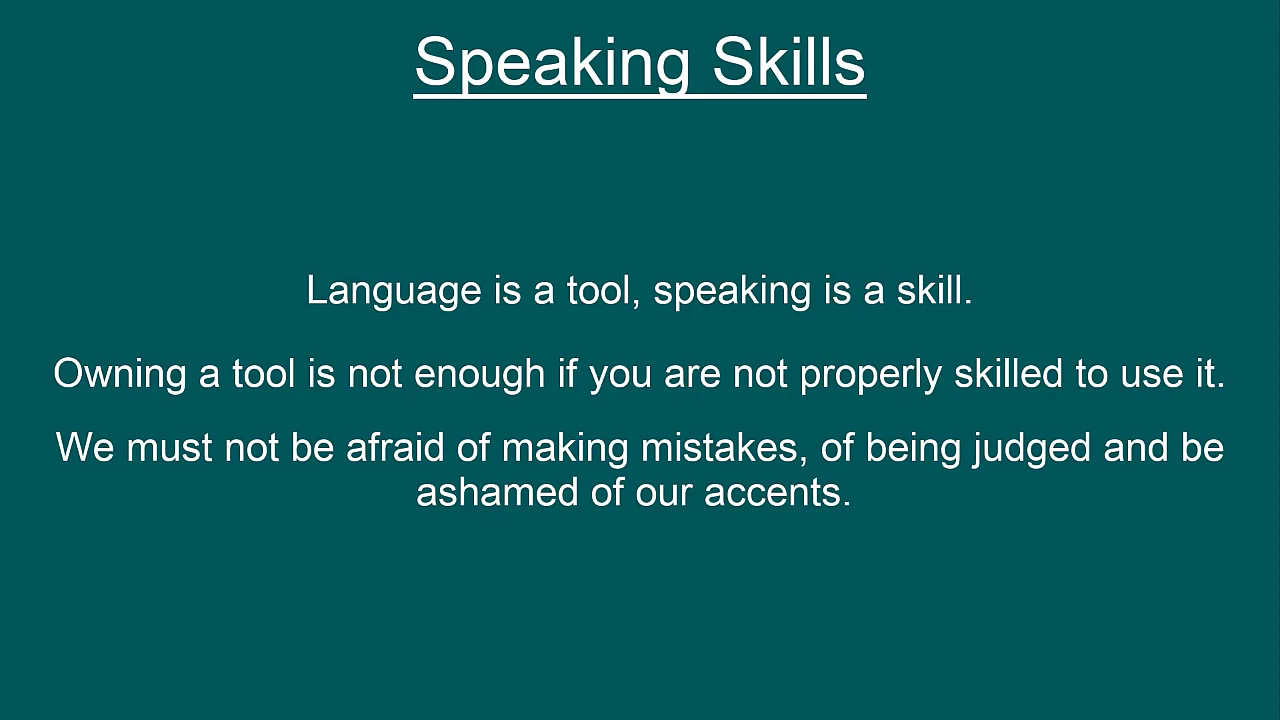 Speaking Skills
Language is a tool, speaking is a skill.
Owning a tool is not enough if you are not properly skilled to use it.
We must not be afraid of making mistakes, of being judged and be
ashamed of our accents.